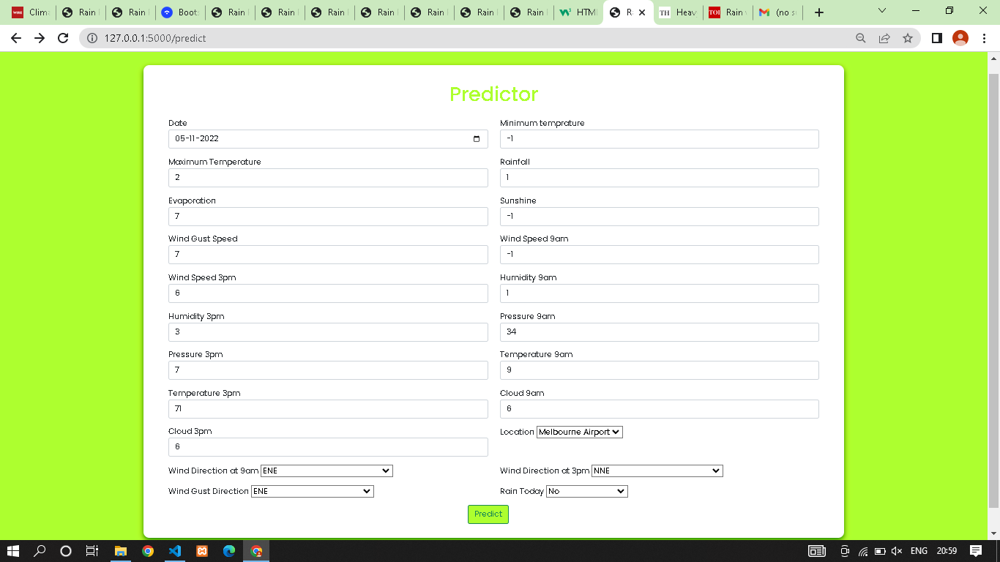 WIRE Clima Rain Rain Boots Rain Rain Rain Rain Rain Rain Rain HTM R TH Heav TOI Rain (no s
127.0.0.1:5000/predict
Predictor
Date Minimum temprature
05-11-2022 -1
Maximum Temperature Rainfall
2 1
Evaporation Sunshine
7 -1
Wind Gust Speed Wind Speed 9am
7 -1
Wind Speed 3pm Humidity 9am
6 1
Humidity 3pm Pressure 9am
3 34
Pressure 3pm Temperature 9am
7 9
Temperature 3pm Cloud 9am
71 6
Cloud 3pm Location Melbourne Airport
6
Wind Direction at 9am ENE Wind Direction at 3pm NNE
Wind Gust Direction ENE Rain Today No
Predict
ENG 20:59